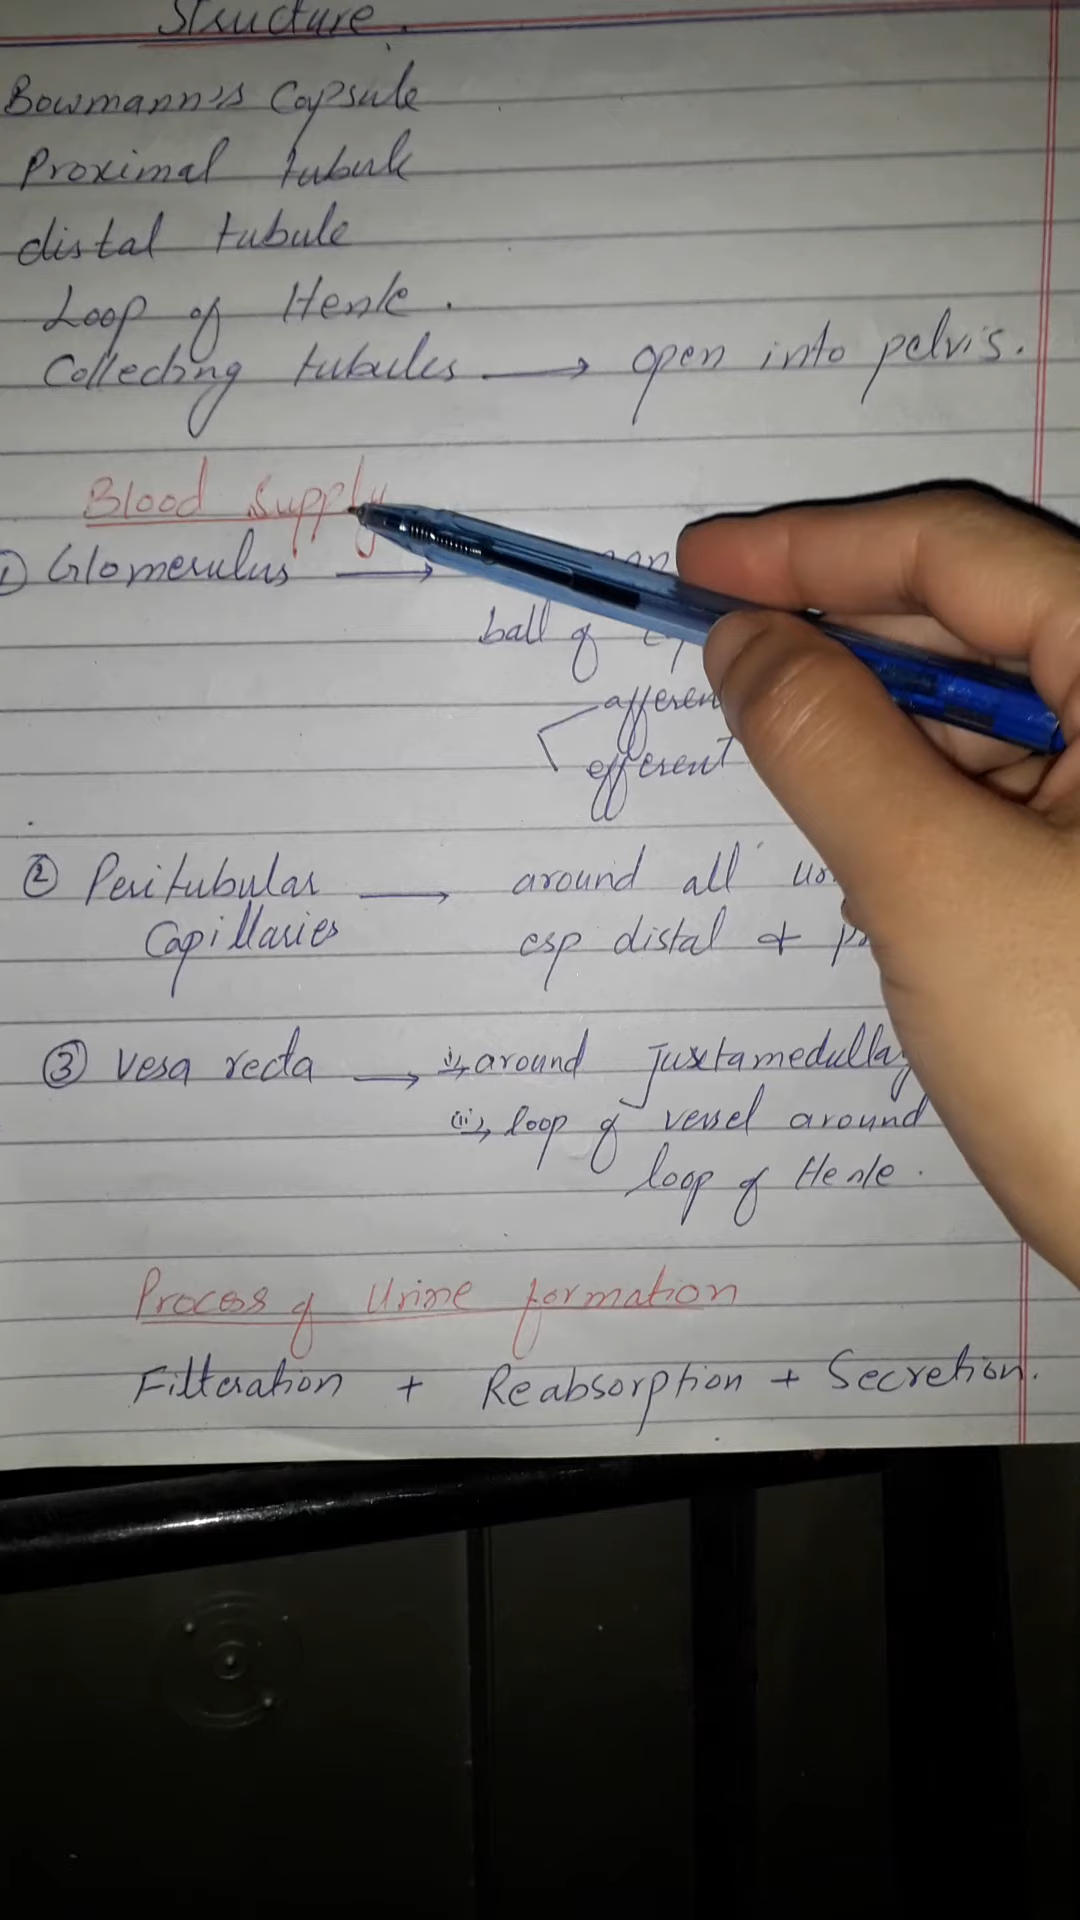 Structure.
Bowmann's Capsule
Proximal tubule
distal tubule
Loop of Henle.
Collecting tubules → open into pelvis.
Blood supply
① Glomerulus →
ball of
afferent
efferent
② Peritubular → around all
Capillaries esp distal &
③ Vesa recta → i, around Juxtamedullary
(ii), loop of vessel around
loop of Henle.
Process of Urine formation
Filteration + Reabsorption + Secretion.